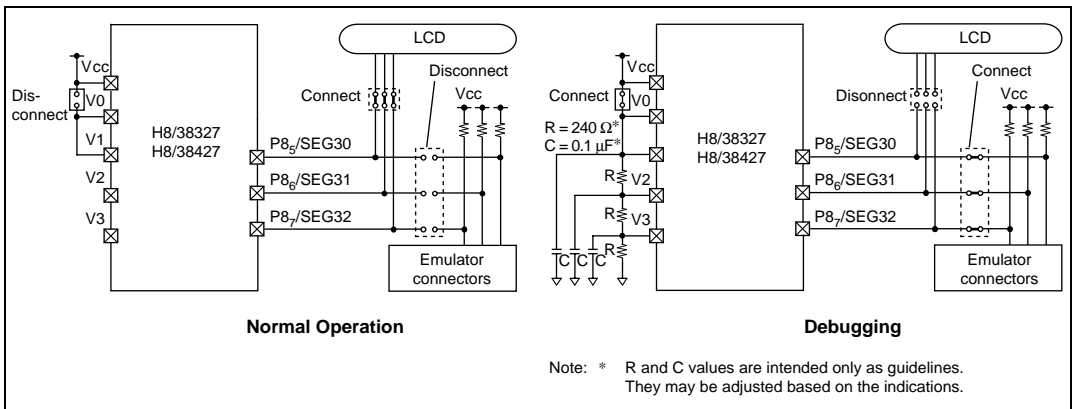 LCD
Vcc
Dis-
connect
V0
V1
V2
V3
H8/38327
H8/38427
Connect
Disconnect
Vcc
P8₅/SEG30
P8₆/SEG31
P8₇/SEG32
Emulator
connectors
Normal Operation
LCD
Vcc
Connect
V0
R = 240 Ω*
C = 0.1 µF*
R
V2
R
V3
R
C
C
C
H8/38327
H8/38427
Disonnect
Connect
Vcc
P8₅/SEG30
P8₆/SEG31
P8₇/SEG32
Emulator
connectors
Debugging
Note: * R and C values are intended only as guidelines.
They may be adjusted based on the indications.